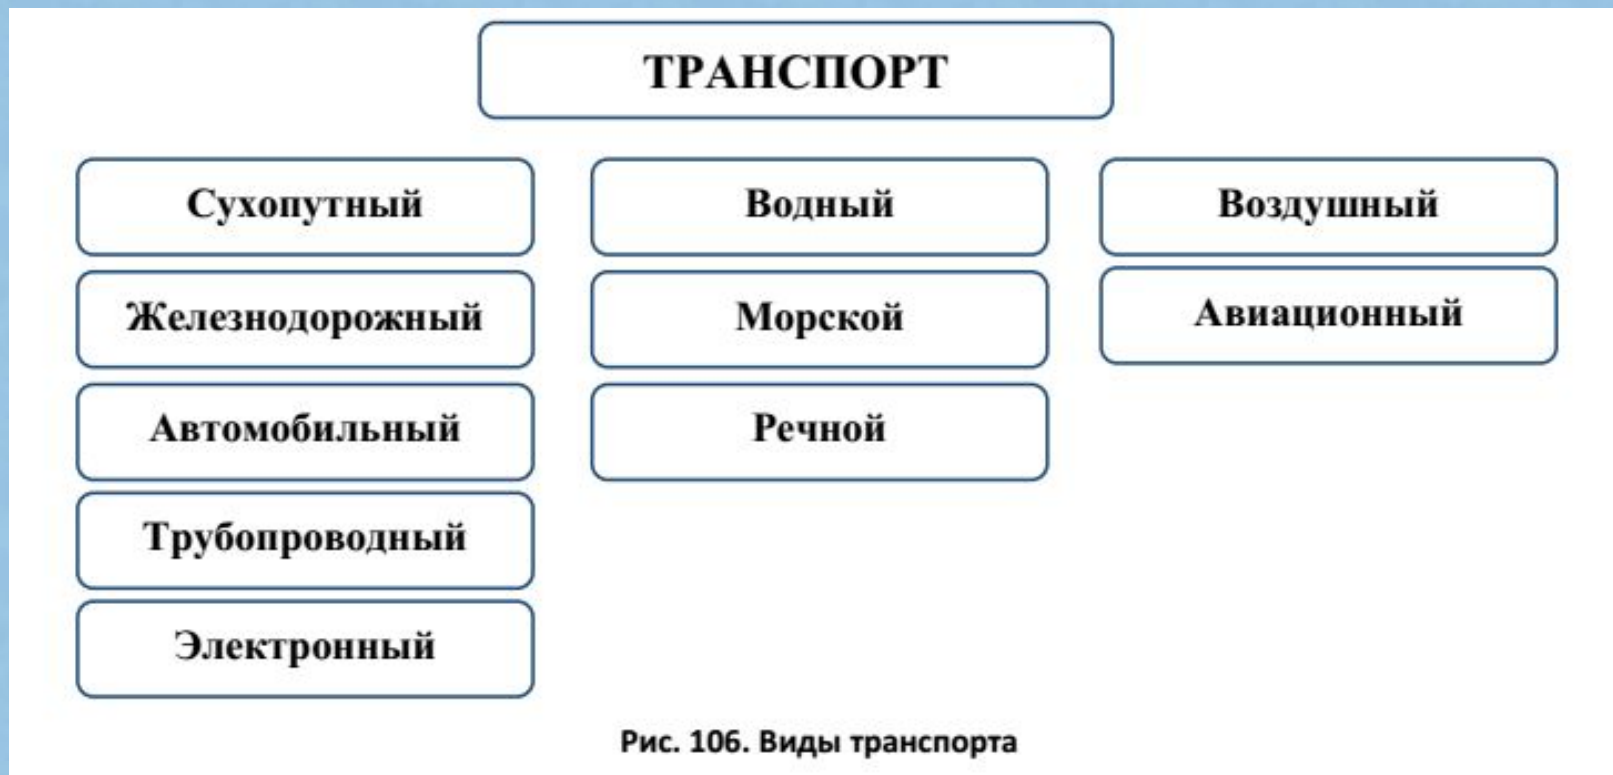 ТРАНСПОРТ
Сухопутный
Железнодорожный
Автомобильный
Трубопроводный
Электронный
Водный
Морской
Речной
Воздушный
Авиационный
Рис. 106. Виды транспорта